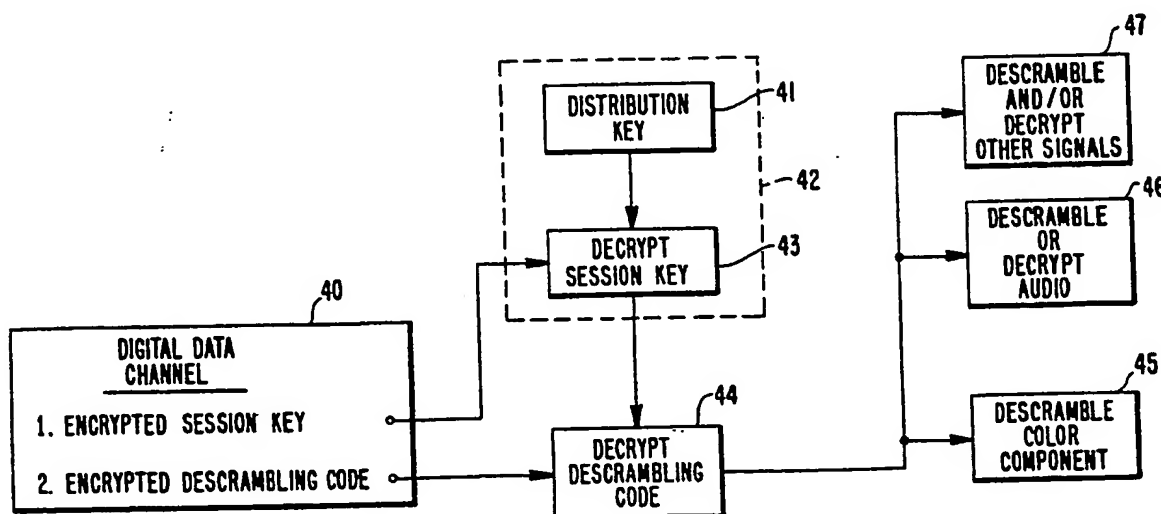 47
DESCRAMBLE
AND/OR
DECRYPT
OTHER SIGNALS
DISTRIBUTION
KEY
41
42
46
DESCRAMBLE
OR
DECRYPT
AUDIO
DECRYPT
SESSION KEY
43
40
DIGITAL DATA
CHANNEL
1. ENCRYPTED SESSION KEY
2. ENCRYPTED DESCRAMBLING CODE
44
DECRYPT
DESCRAMBLING
CODE
45
DESCRAMBLE
COLOR
COMPONENT